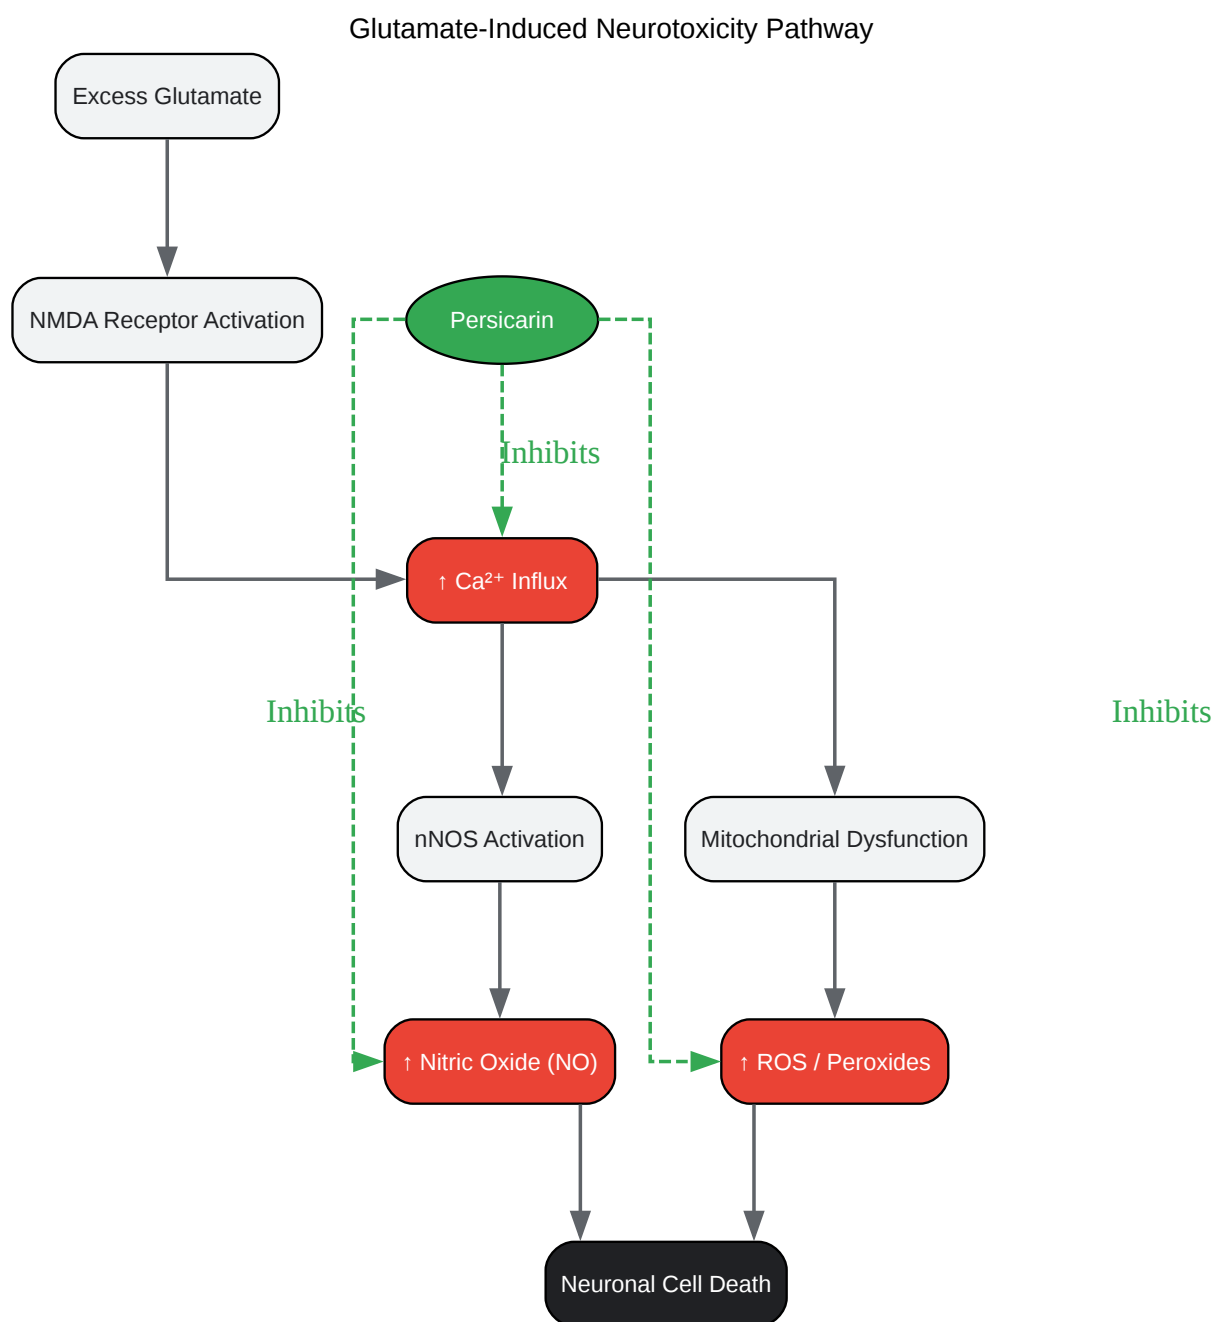 Glutamate-Induced Neurotoxicity Pathway
Excess Glutamate
NMDA Receptor Activation
Persicarin
Inhibits
↑ Ca²⁺ Influx
Inhibits
Inhibits
nNOS Activation
Mitochondrial Dysfunction
↑ Nitric Oxide (NO)
↑ ROS / Peroxides
Neuronal Cell Death